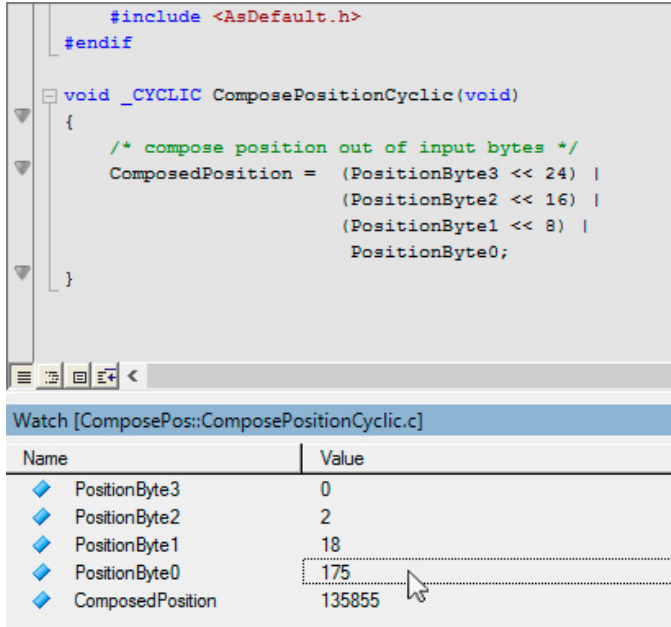 #include <AsDefault.h>
#endif
void _CYCLIC ComposePositionCyclic(void)
{
/* compose position out of input bytes */
ComposedPosition = (PositionByte3 << 24) |
(PositionByte2 << 16) |
(PositionByte1 << 8) |
PositionByte0;
}
Watch [ComposePos::ComposePositionCyclic.c]
Name Value
PositionByte3 0
PositionByte2 2
PositionByte1 18
PositionByte0 175
ComposedPosition 135855